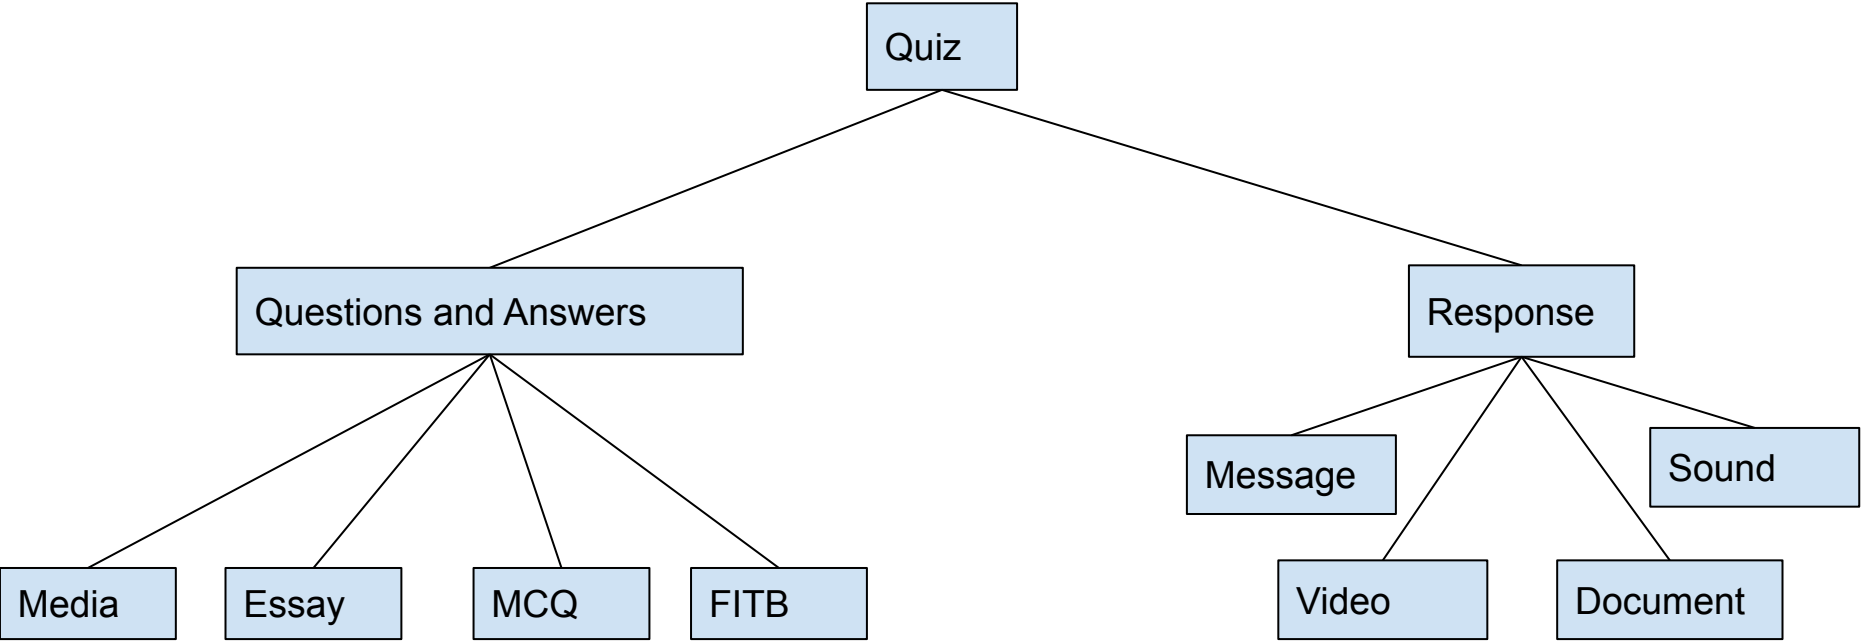 Quiz
Questions and Answers
Response
Message
Sound
Video
Document
Media
Essay
MCQ
FITB